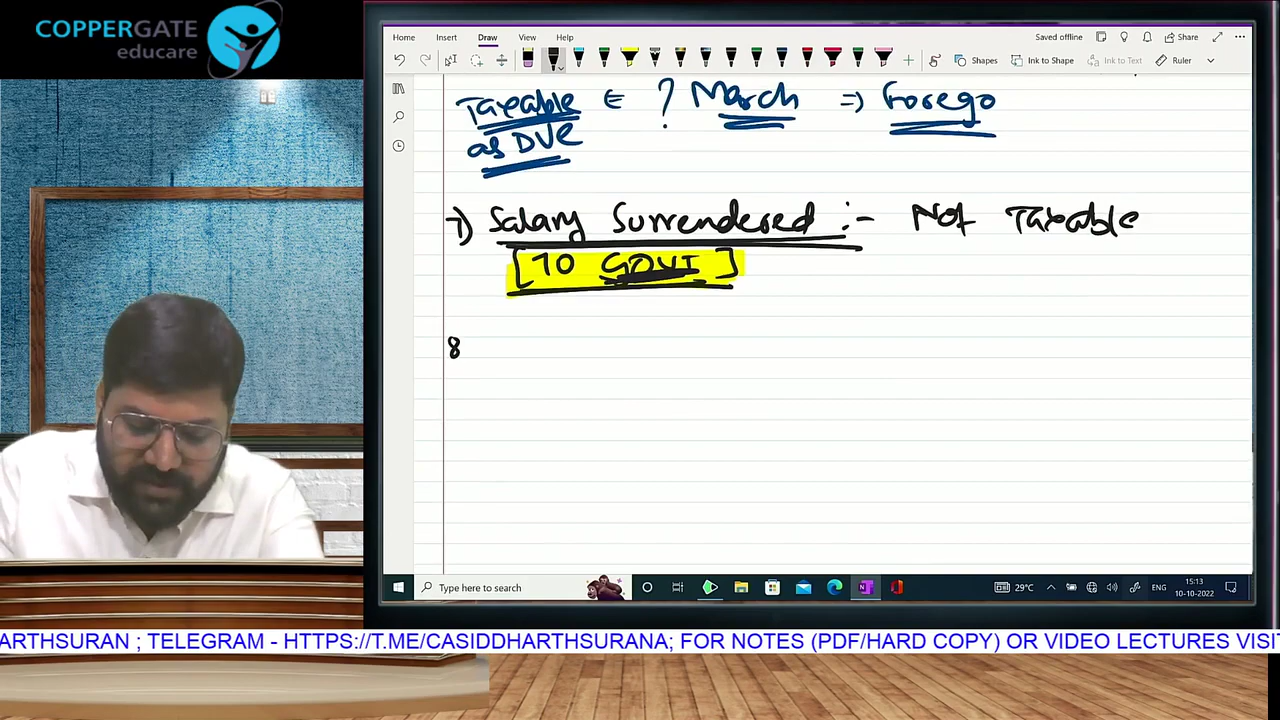 COPPERGATE
educare
Home Insert Draw View Help
Saved offline
Share
Shapes
Ink to Shape
Ink to Text
Ruler
Taxable ∈ ? March ⇒ Forego
as DUE
7) Salary Surrendered :- Not Taxable
[TO GOVT]
8
Type here to search
29°C
ENG
15:13
10-10-2022
ARTHSURAN ; TELEGRAM - HTTPS://T.ME/CASIDDHARTHSURANA; FOR NOTES (PDF/HARD COPY) OR VIDEO LECTURES VISI